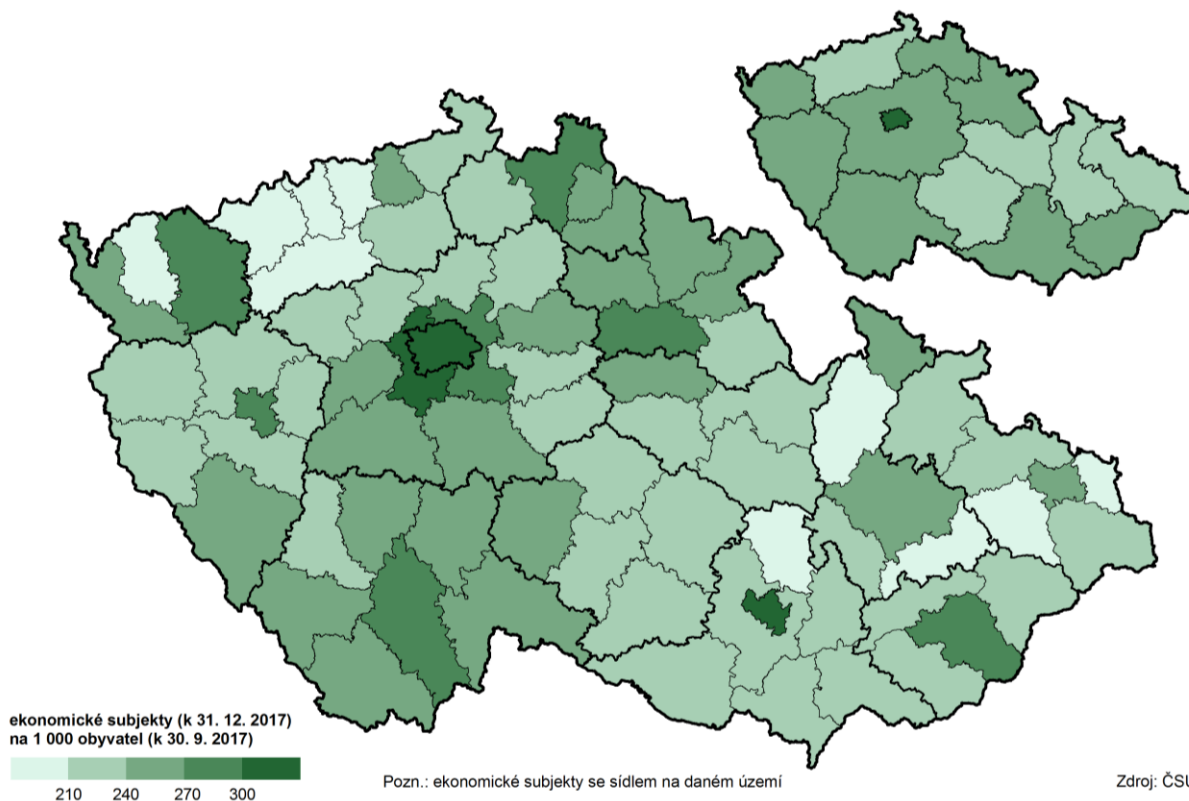 ekonomické subjekty (k 31. 12. 2017)
na 1 000 obyvatel (k 30. 9. 2017)
210 240 270 300
Pozn.: ekonomické subjekty se sídlem na daném území
Zdroj: ČSÚ